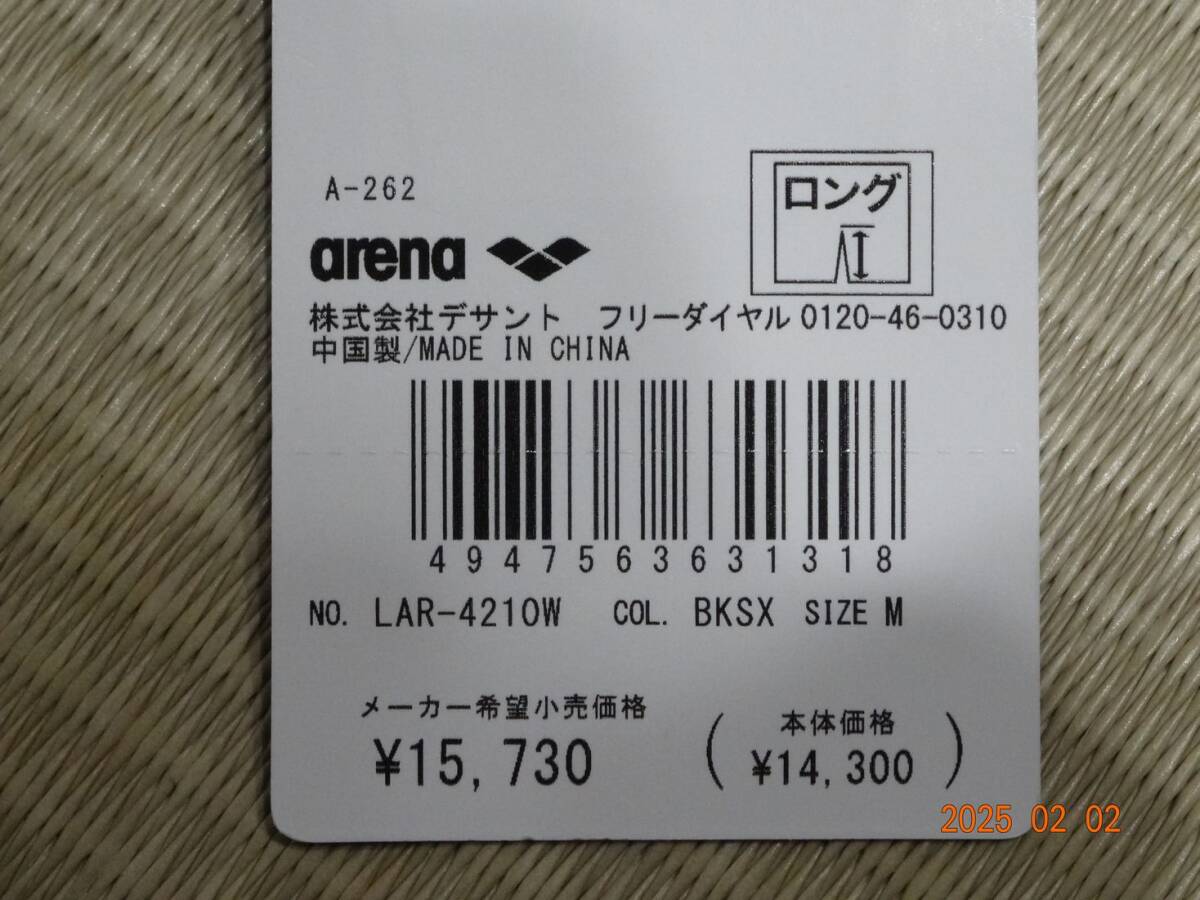 A-262
ロング
arena
株式会社デサント フリーダイヤル 0120-46-0310
中国製/MADE IN CHINA
4947563631318
NO. LAR-4210W COL. BKSX SIZE M
メーカー希望小売価格
¥15,730
(本体価格
¥14,300)
2025 02 02